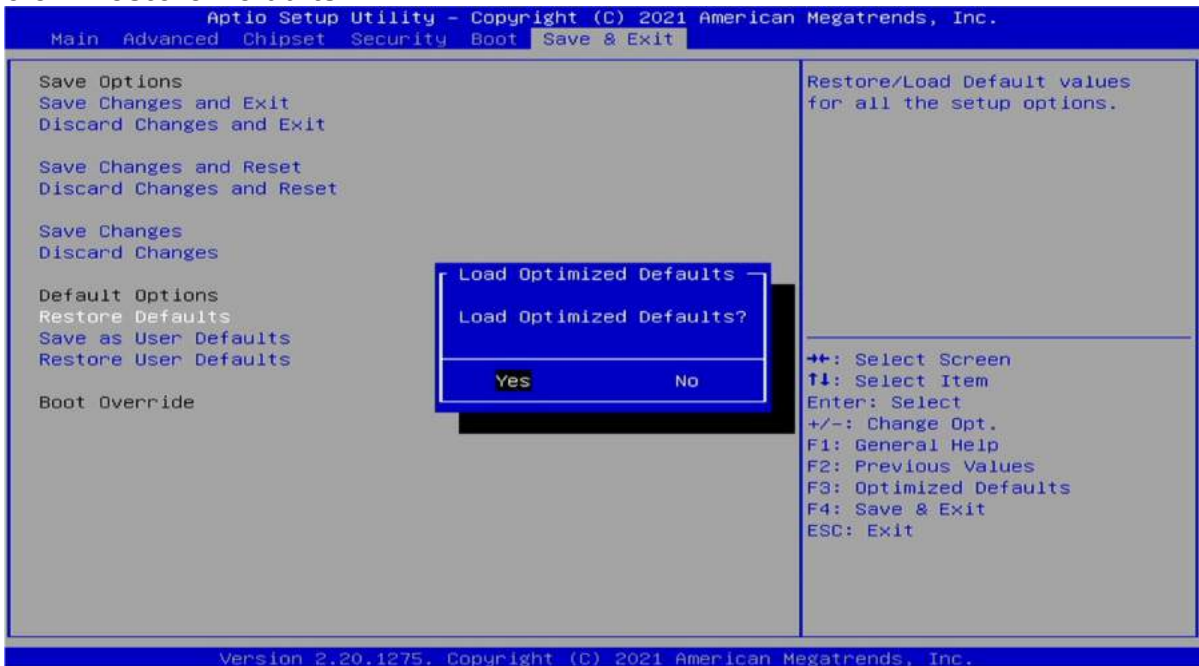 Aptio Setup Utility – Copyright (C) 2021 American Megatrends, Inc.
Main Advanced Chipset Security Boot Save & Exit
Save Options
Save Changes and Exit
Discard Changes and Exit
Save Changes and Reset
Discard Changes and Reset
Save Changes
Discard Changes
Default Options
Restore Defaults
Save as User Defaults
Restore User Defaults
Boot Override
Load Optimized Defaults
Load Optimized Defaults?
Yes No
Restore/Load Default values
for all the setup options.
→←: Select Screen
↑↓: Select Item
Enter: Select
+/-: Change Opt.
F1: General Help
F2: Previous Values
F3: Optimized Defaults
F4: Save & Exit
ESC: Exit
Version 2.20.1275. Copyright (C) 2021 American Megatrends, Inc.